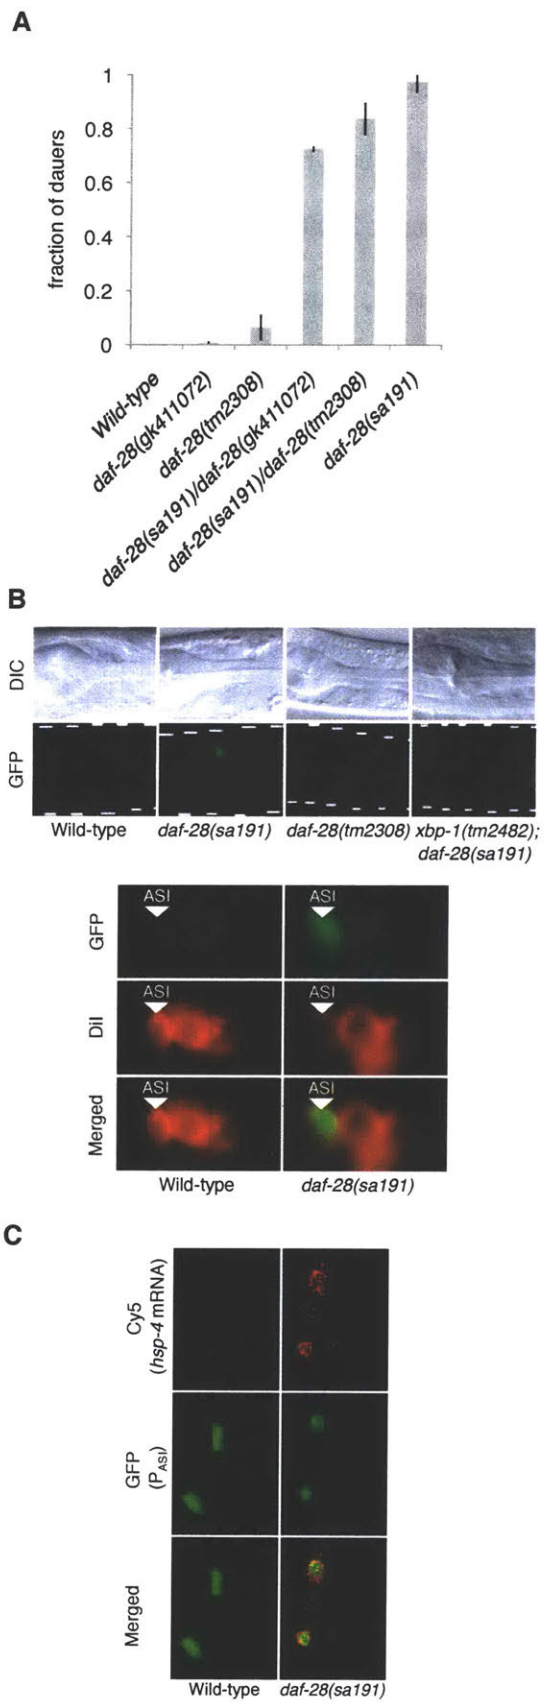 A
fraction of dauers
1
0.8
0.6
0.4
0.2
0
Wild-type
daf-28(gk411072)
daf-28(tm2308)
daf-28(sa191)/daf-28(gk411072)
daf-28(sa191)/daf-28(tm2308)
daf-28(sa191)
B
DIC
GFP
Wild-type
daf-28(sa191)
daf-28(tm2308)
xbp-1(tm2482);
daf-28(sa191)
GFP
ASI
ASI
DiI
ASI
ASI
Merged
ASI
ASI
Wild-type
daf-28(sa191)
C
Cy5
(hsp-4 mRNA)
GFP
(PASI)
Merged
Wild-type
daf-28(sa191)